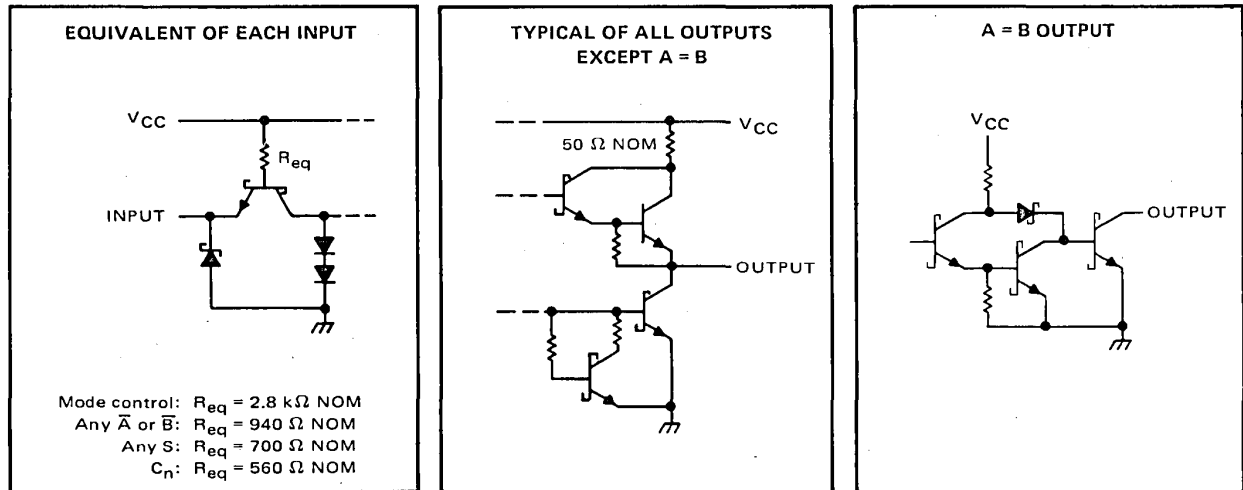 EQUIVALENT OF EACH INPUT
VCC
Req
INPUT
Mode control: Req = 2.8 kΩ NOM
Any A̅ or B̅: Req = 940 Ω NOM
Any S: Req = 700 Ω NOM
Cn: Req = 560 Ω NOM
TYPICAL OF ALL OUTPUTS
EXCEPT A = B
VCC
50 Ω NOM
OUTPUT
A = B OUTPUT
VCC
OUTPUT